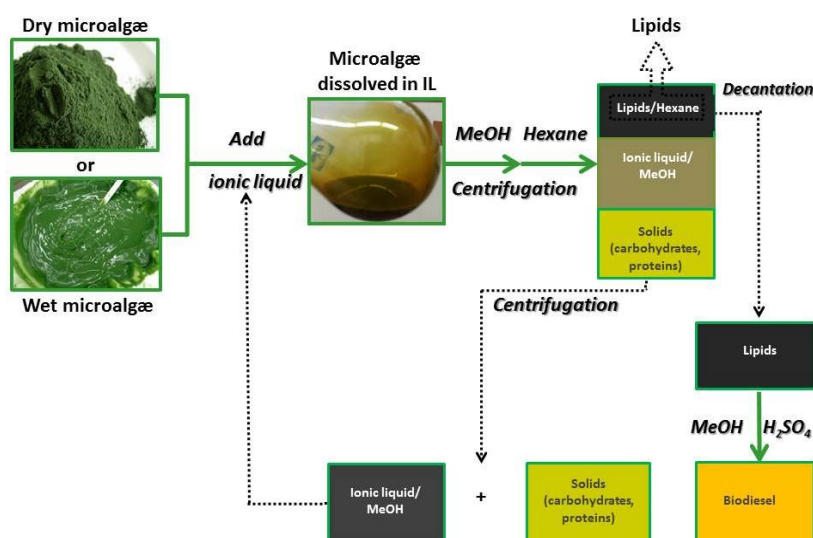 Dry microalgæ
or
Wet microalgæ
Add
ionic liquid
Microalgæ
dissolved in IL
MeOH Hexane
Centrifugation
Lipids
Lipids/Hexane
Ionic liquid/
MeOH
Solids
(carbohydrates,
proteins)
Decantation
Centrifugation
Lipids
MeOH H₂SO₄
Biodiesel
Ionic liquid/
MeOH
+
Solids
(carbohydrates,
proteins)